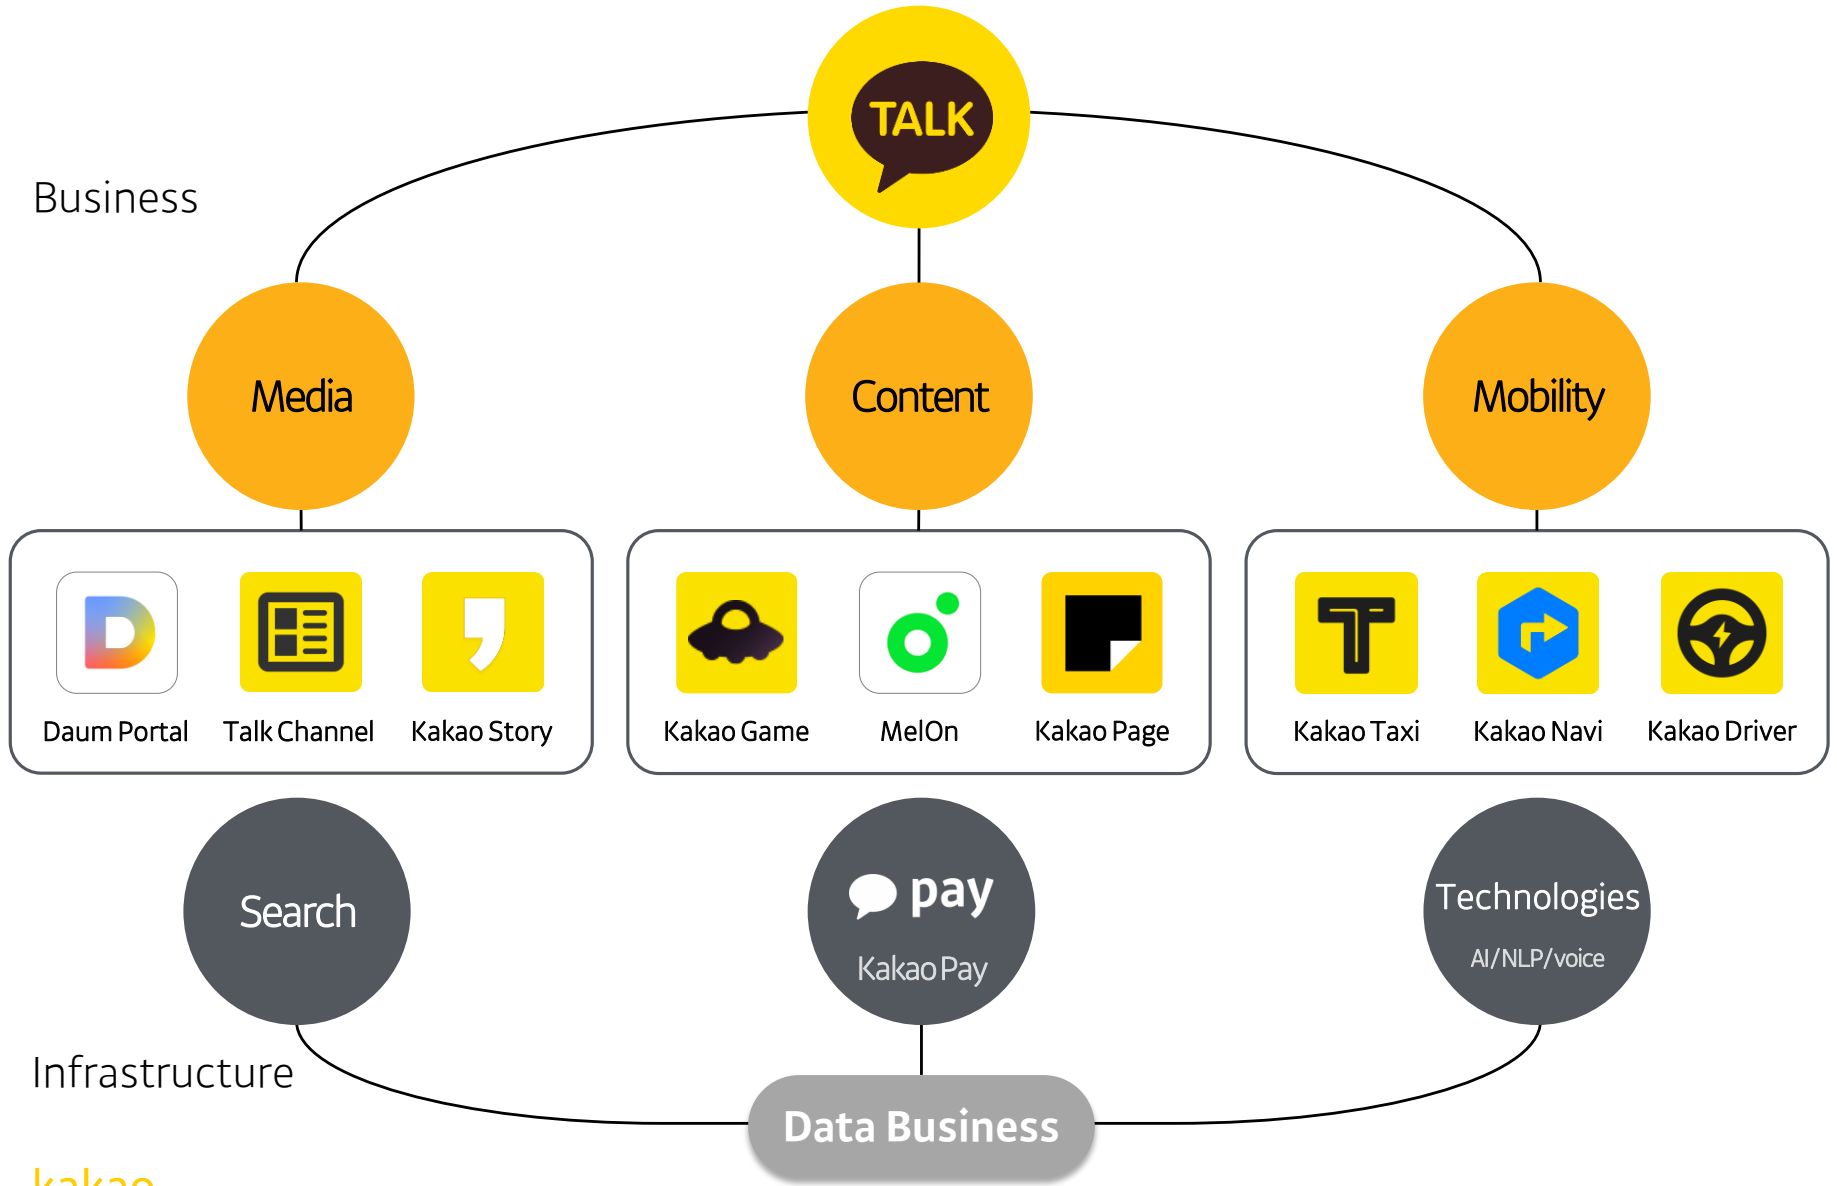 TALK
Business
Media
Content
Mobility
Daum Portal
Talk Channel
Kakao Story
Kakao Game
MelOn
Kakao Page
Kakao Taxi
Kakao Navi
Kakao Driver
Search
pay
Kakao Pay
Technologies
AI/NLP/voice
Infrastructure
Data Business
kakao